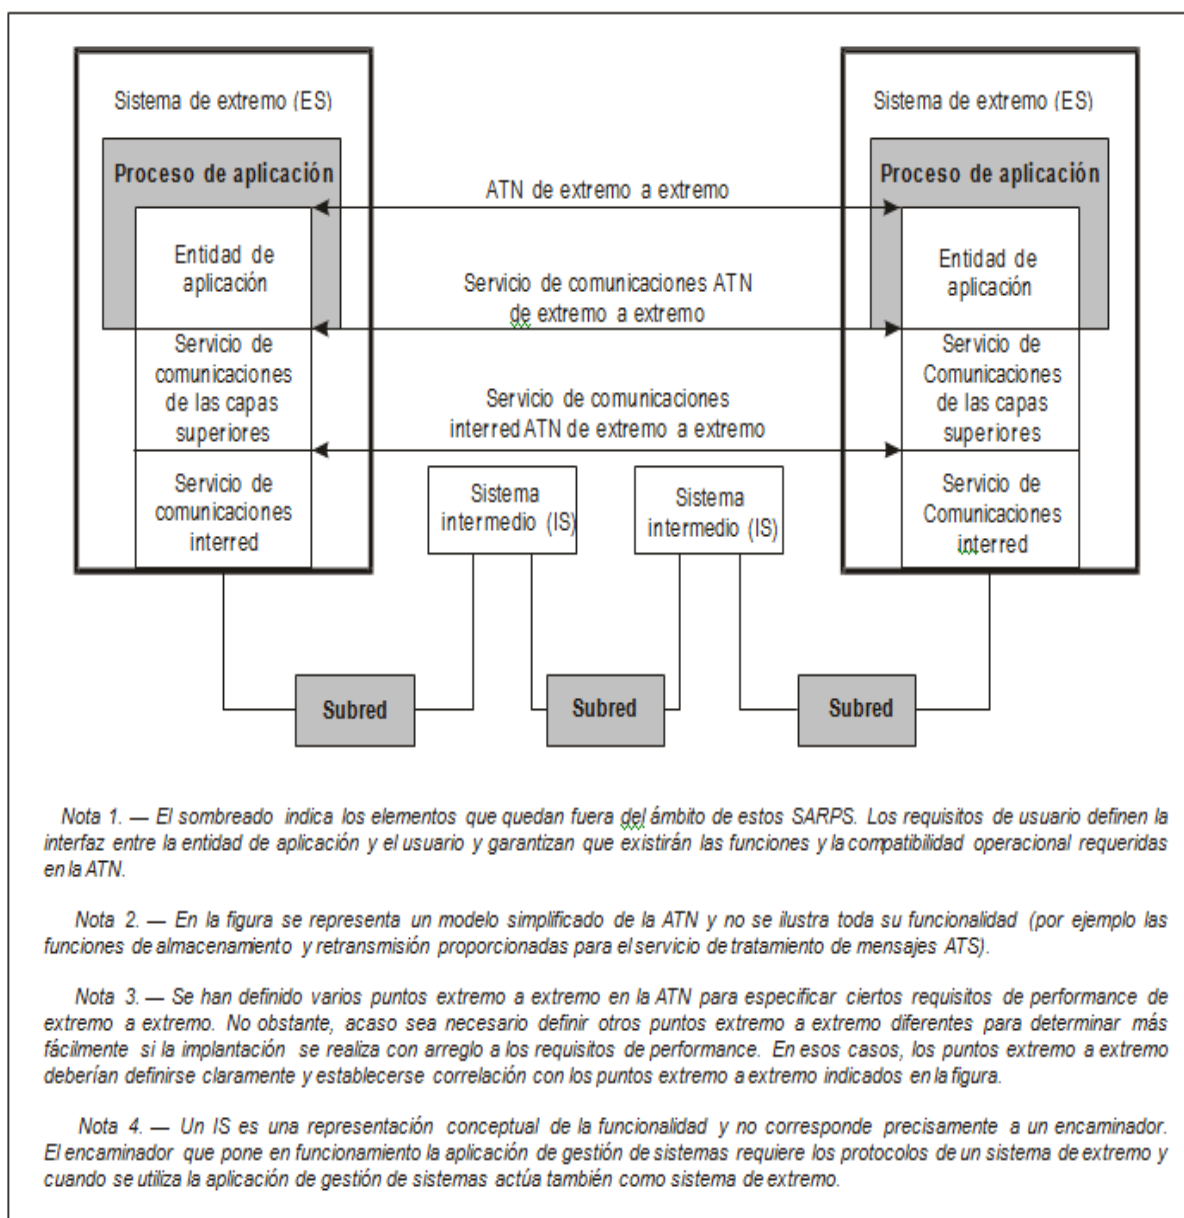 Sistema de extremo (ES)
Sistema de extremo (ES)
Proceso de aplicación
Proceso de aplicación
ATN de extremo a extremo
Entidad de
aplicación
Entidad de
aplicación
Servicio de comunicaciones ATN
de extremo a extremo
Servicio de
comunicaciones
de las capas
superiores
Servicio de
Comunicaciones
de las capas
superiores
Servicio de comunicaciones
interred ATN de extremo a extremo
Servicio de
comunicaciones
interred
Sistema
intermedio (IS)
Sistema
intermedio (IS)
Servicio de
Comunicaciones
interred
Subred
Subred
Subred
Nota 1. — El sombreado indica los elementos que quedan fuera del ámbito de estos SARPS. Los requisitos de usuario definen la
interfaz entre la entidad de aplicación y el usuario y garantizan que existirán las funciones y la compatibilidad operacional requeridas
en la ATN.
Nota 2. — En la figura se representa un modelo simplificado de la ATN y no se ilustra toda su funcionalidad (por ejemplo las
funciones de almacenamiento y retransmisión proporcionadas para el servicio de tratamiento de mensajes ATS).
Nota 3. — Se han definido varios puntos extremo a extremo en la ATN para especificar ciertos requisitos de performance de
extremo a extremo. No obstante, acaso sea necesario definir otros puntos extremo a extremo diferentes para determinar más
fácilmente si la implantación se realiza con arreglo a los requisitos de performance. En esos casos, los puntos extremo a extremo
deberían definirse claramente y establecerse correlación con los puntos extremo a extremo indicados en la figura.
Nota 4. — Un IS es una representación conceptual de la funcionalidad y no corresponde precisamente a un encaminador.
El encaminador que pone en funcionamiento la aplicación de gestión de sistemas requiere los protocolos de un sistema de extremo y
cuando se utiliza la aplicación de gestión de sistemas actúa también como sistema de extremo.